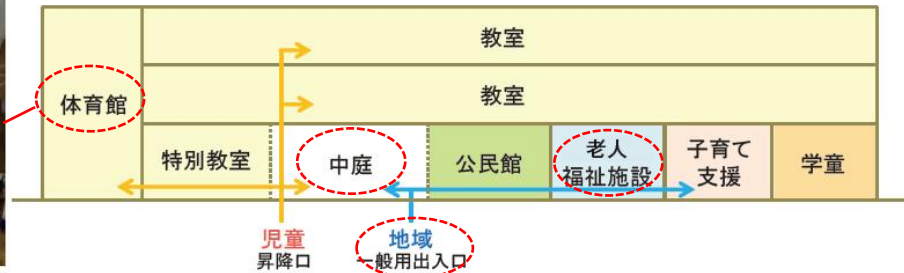 教室
体育館
教室
特別教室
中庭
公民館
老人
福祉施設
子育て
支援
学童
児童
昇降口
地域
一般用出入口